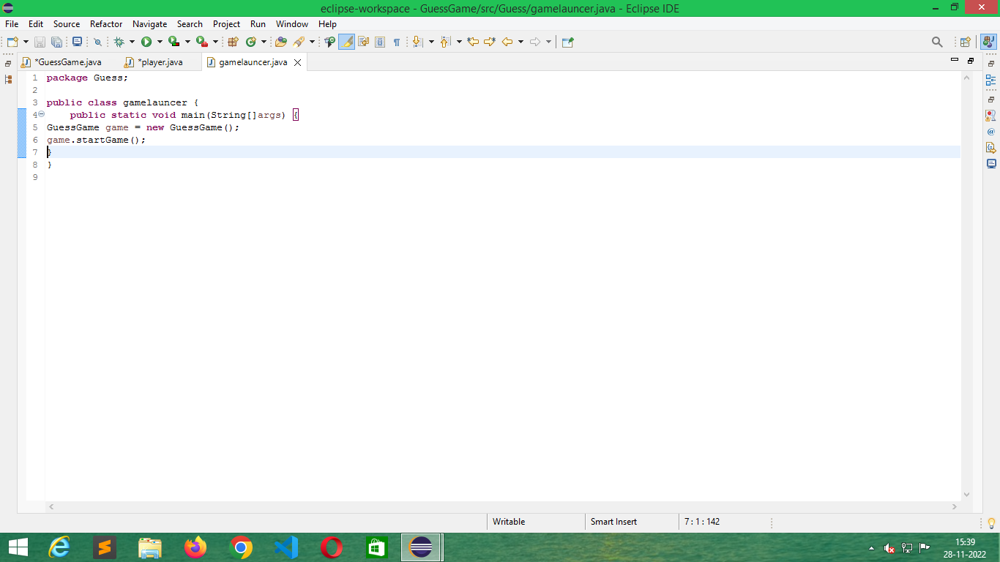 eclipse-workspace - GuessGame/src/Guess/gamelauncer.java - Eclipse IDE
File Edit Source Refactor Navigate Search Project Run Window Help
*GuessGame.java *player.java gamelauncer.java
1 package Guess;
2
3 public class gamelauncer {
4 public static void main(String[]args) {
5 GuessGame game = new GuessGame();
6 game.startGame();
7 }
8 }
9
Writable Smart Insert 7 : 1 : 142
15:39
28-11-2022